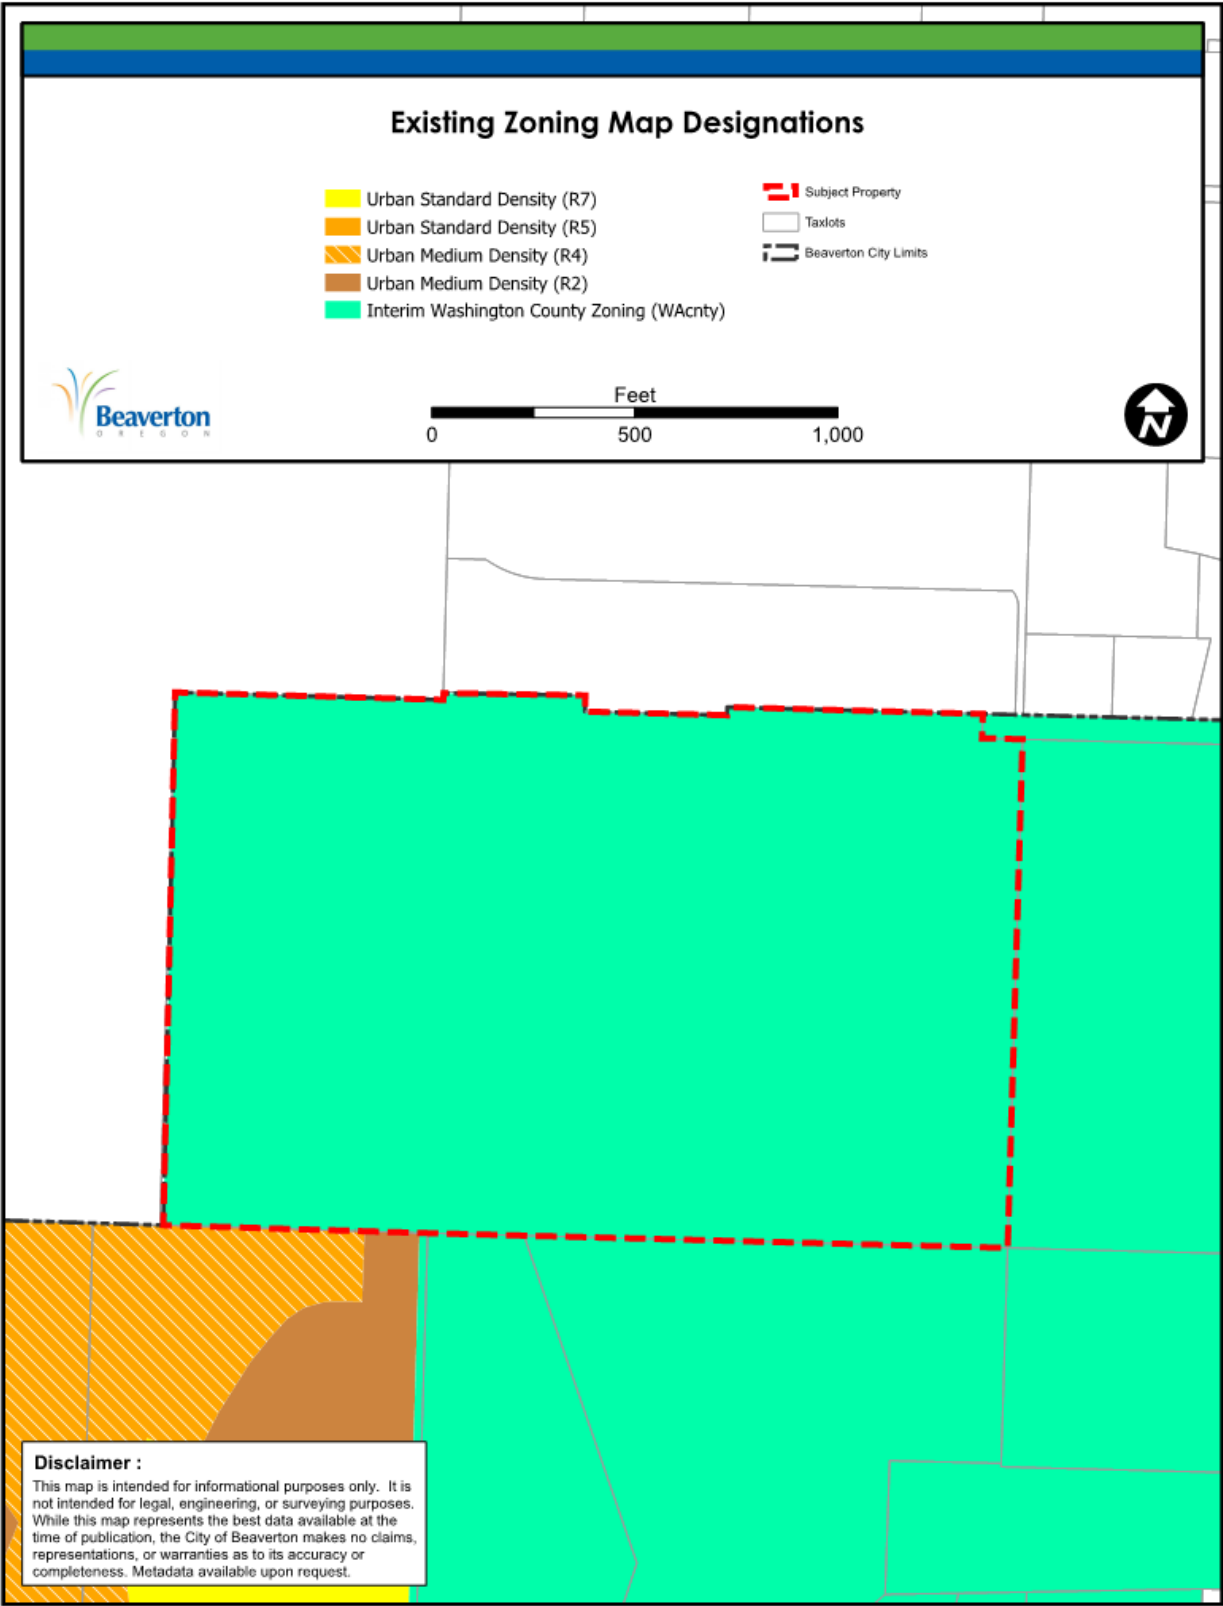 Existing Zoning Map Designations
Urban Standard Density (R7)
Urban Standard Density (R5)
Urban Medium Density (R4)
Urban Medium Density (R2)
Interim Washington County Zoning (WAcnty)
Subject Property
Taxlots
Beaverton City Limits
Beaverton
OREGON
Feet
0 500 1,000
N
Disclaimer :
This map is intended for informational purposes only. It is
not intended for legal, engineering, or surveying purposes.
While this map represents the best data available at the
time of publication, the City of Beaverton makes no claims,
representations, or warranties as to its accuracy or
completeness. Metadata available upon request.